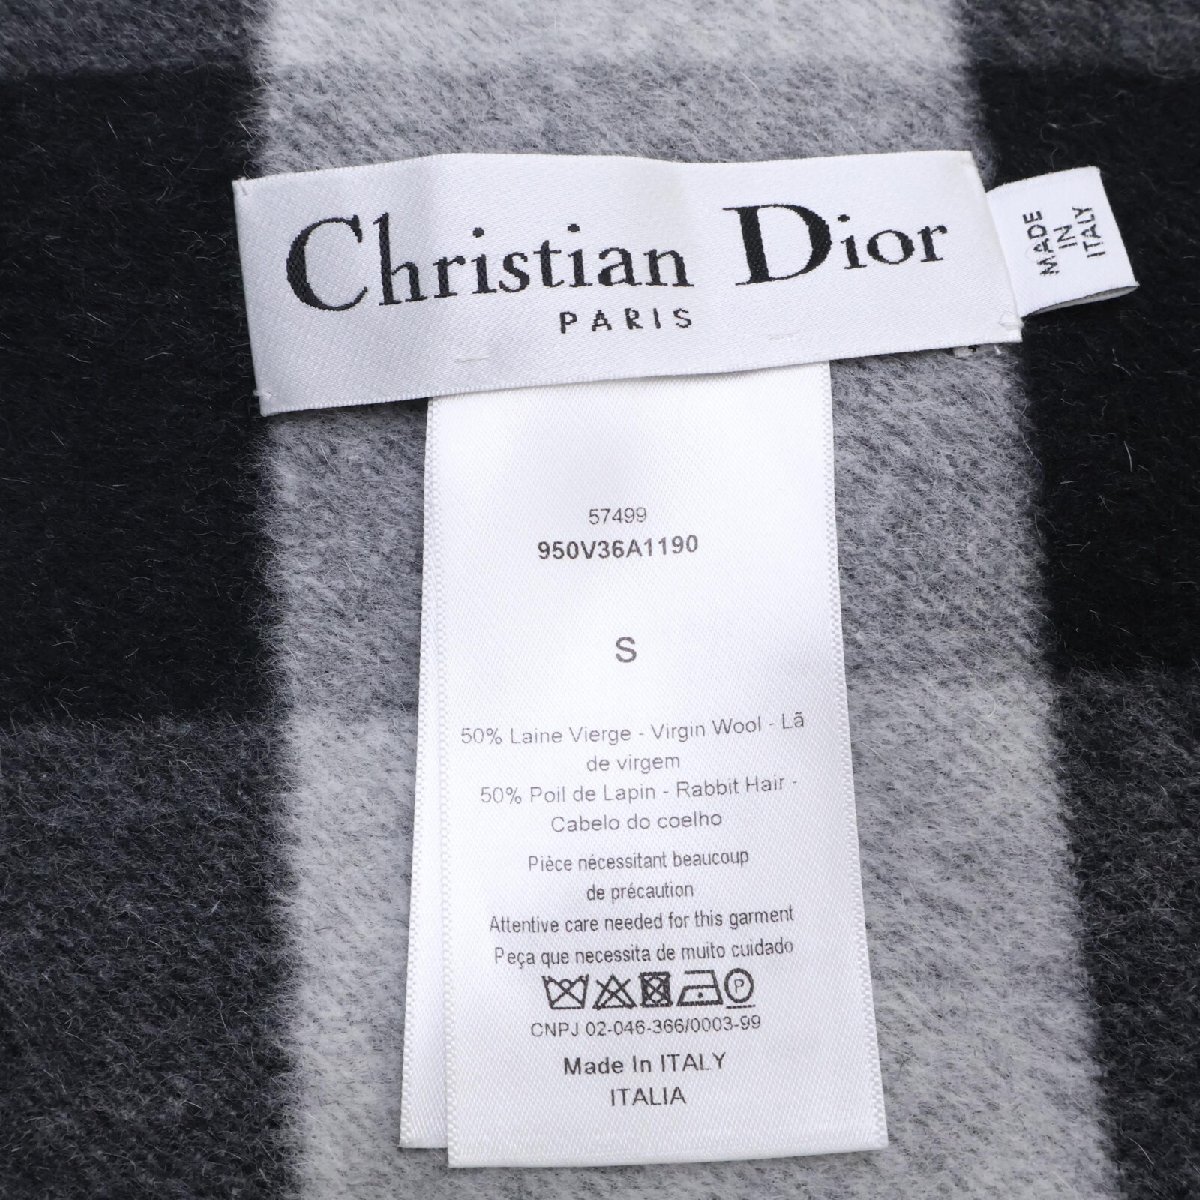 Christian Dior
PARIS
MADE
IN
ITALY
57499
950V36A1190
S
50% Laine Vierge - Virgin Wool - Lã
de virgem
50% Poil de Lapin - Rabbit Hair -
Cabelo do coelho
Pièce nécessitant beaucoup
de précaution
Attentive care needed for this garment
Peça que necessita de muito cuidado
P
CNPJ 02-046-366/0003-99
Made In ITALY
ITALIA